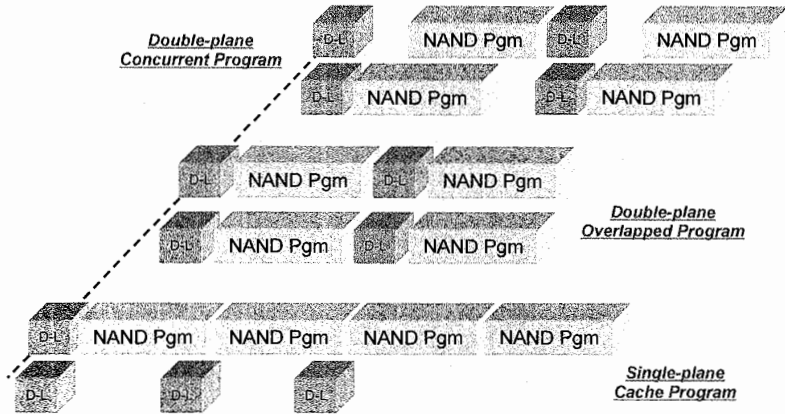 Double-plane
Concurrent Program
D-L NAND Pgm D-L NAND Pgm
D-L NAND Pgm D-L NAND Pgm
D-L NAND Pgm D-L NAND Pgm
Double-plane
Overlapped Program
D-L NAND Pgm D-L NAND Pgm
D-L NAND Pgm NAND Pgm NAND Pgm NAND Pgm
Single-plane
Cache Program
D-L D-L D-L